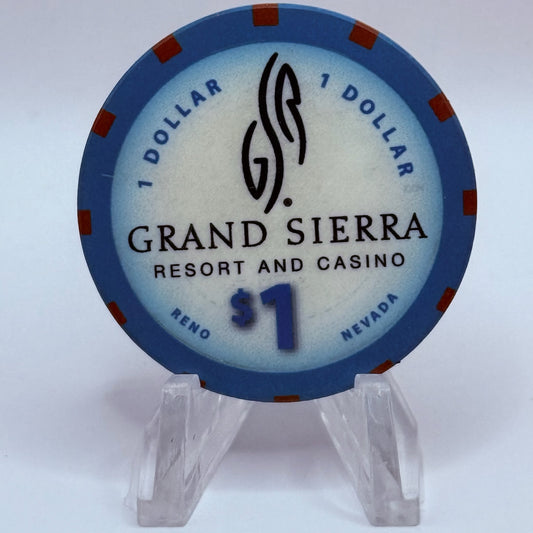 1 DOLLAR
1 DOLLAR
GSR
GRAND SIERRA
RESORT AND CASINO
$1
RENO
NEVADA